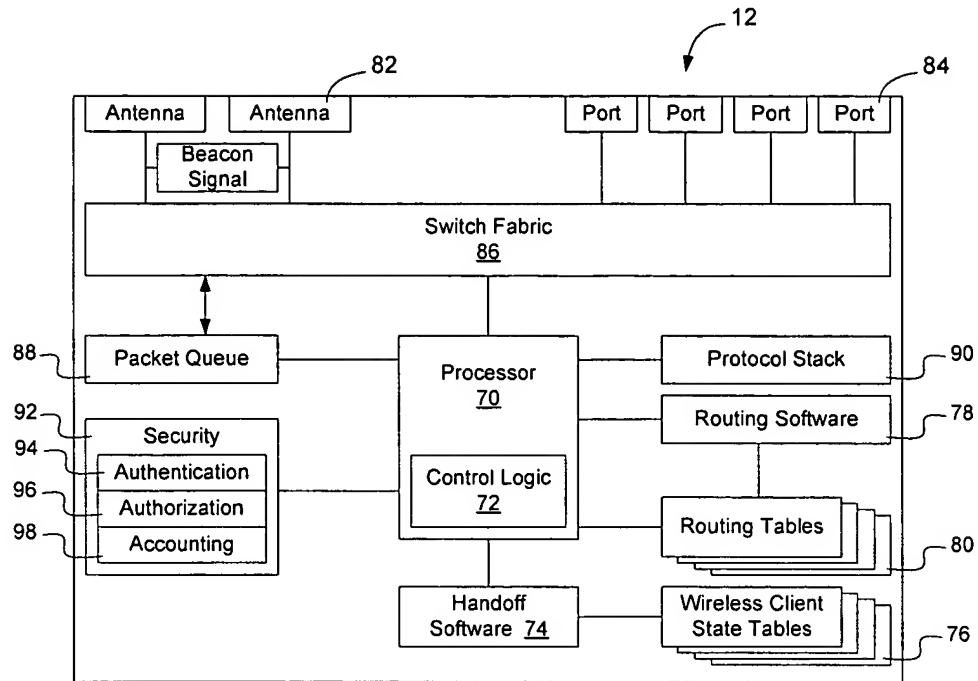 12
82
84
Antenna
Antenna
Port
Port
Port
Port
Beacon
Signal
Switch Fabric
86
88
Packet Queue
Processor
70
Protocol Stack
90
92
Security
Routing Software
78
94
Authentication
Control Logic
72
96
Authorization
98
Accounting
Routing Tables
80
Handoff
Software 74
Wireless Client
State Tables
76